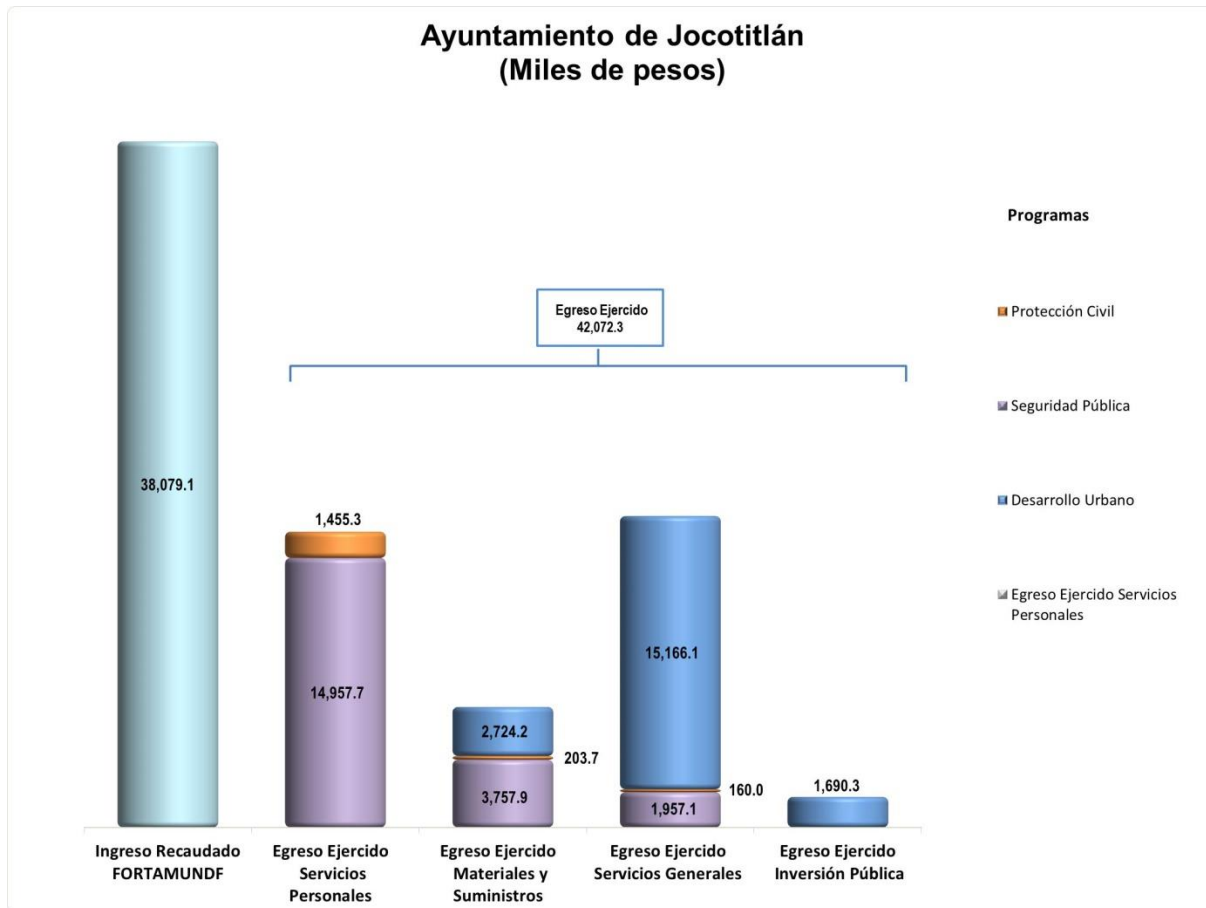 Ayuntamiento de Jocotitlán
(Miles de pesos)
Programas
Egreso Ejercido
42,072.3
Protección Civil
Seguridad Pública
Desarrollo Urbano
Egreso Ejercido Servicios
Personales
38,079.1
1,455.3
14,957.7
2,724.2
203.7
3,757.9
15,166.1
160.0
1,957.1
1,690.3
Ingreso Recaudado
FORTAMUNDF
Egreso Ejercido
Servicios
Personales
Egreso Ejercido
Materiales y
Suministros
Egreso Ejercido
Servicios Generales
Egreso Ejercido
Inversión Pública